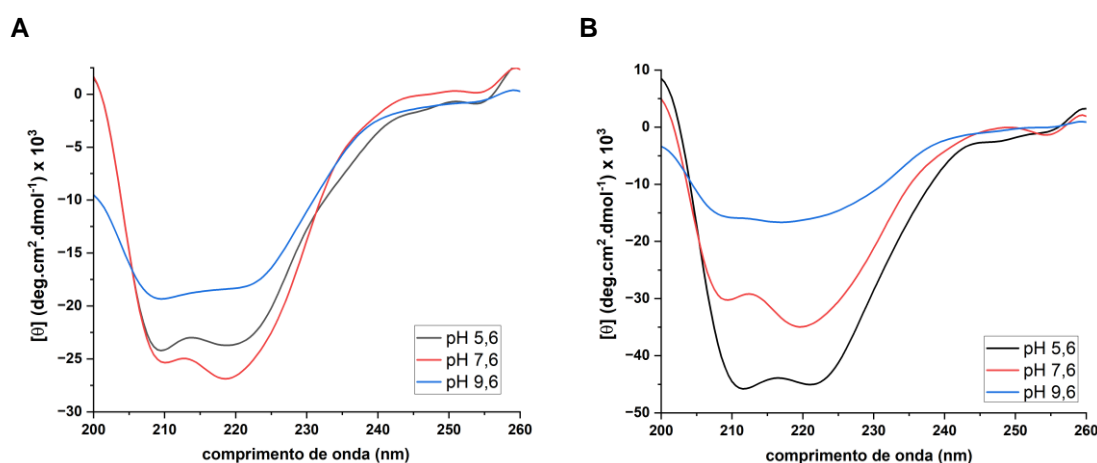 A
B
[θ] (deg.cm².dmol⁻¹) x 10³
0
−5
−10
−15
−20
−25
−30
pH 5,6
pH 7,6
pH 9,6
200 210 220 230 240 250 260
comprimento de onda (nm)
[θ] (deg.cm².dmol⁻¹) x 10³
10
0
−10
−20
−30
−40
−50
pH 5,6
pH 7,6
pH 9,6
200 210 220 230 240 250 260
comprimento de onda (nm)